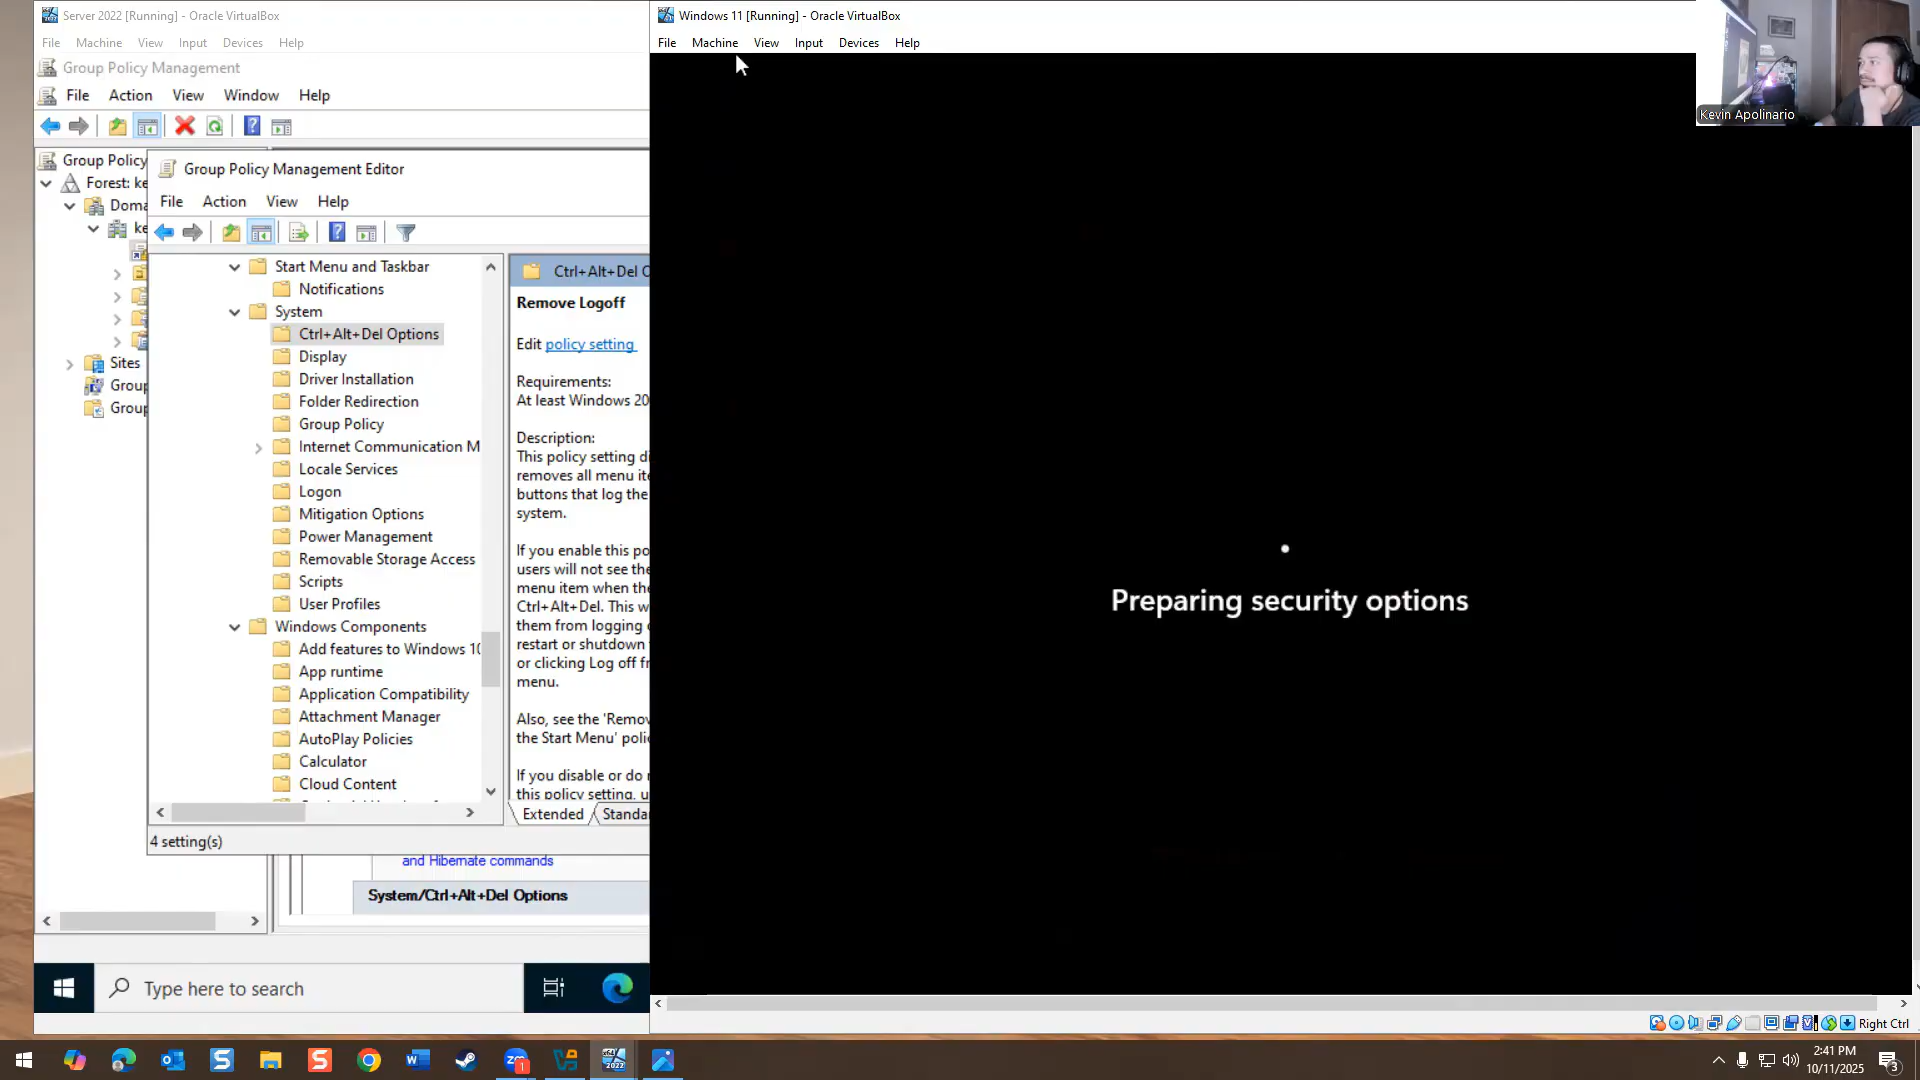 Server 2022 [Running] - Oracle VirtualBox
File Machine View Input Devices Help
Group Policy Management
File Action View Window Help
Group Policy
Forest: ke
Doma
ke
Sites
Group
Group
Group Policy Management Editor
File Action View Help
Start Menu and Taskbar
Notifications
System
Ctrl+Alt+Del Options
Display
Driver Installation
Folder Redirection
Group Policy
Internet Communication M
Locale Services
Logon
Mitigation Options
Power Management
Removable Storage Access
Scripts
User Profiles
Windows Components
Add features to Windows 10
App runtime
Application Compatibility
Attachment Manager
AutoPlay Policies
Calculator
Cloud Content
Ctrl+Alt+Del O
Remove Logoff
Edit policy setting
Requirements:
At least Windows 20
Description:
This policy setting di
removes all menu ite
buttons that log the
system.
If you enable this po
users will not see the
menu item when the
Ctrl+Alt+Del. This w
them from logging o
restart or shutdown
or clicking Log off fr
menu.
Also, see the 'Remov
the Start Menu' poli
If you disable or do n
this policy setting, u
Extended Standa
4 setting(s)
and Hibernate commands
System/Ctrl+Alt+Del Options
Type here to search
Windows 11 [Running] - Oracle VirtualBox
File Machine View Input Devices Help
Preparing security options
Kevin Apolinario
Right Ctrl
2:41 PM
10/11/2025